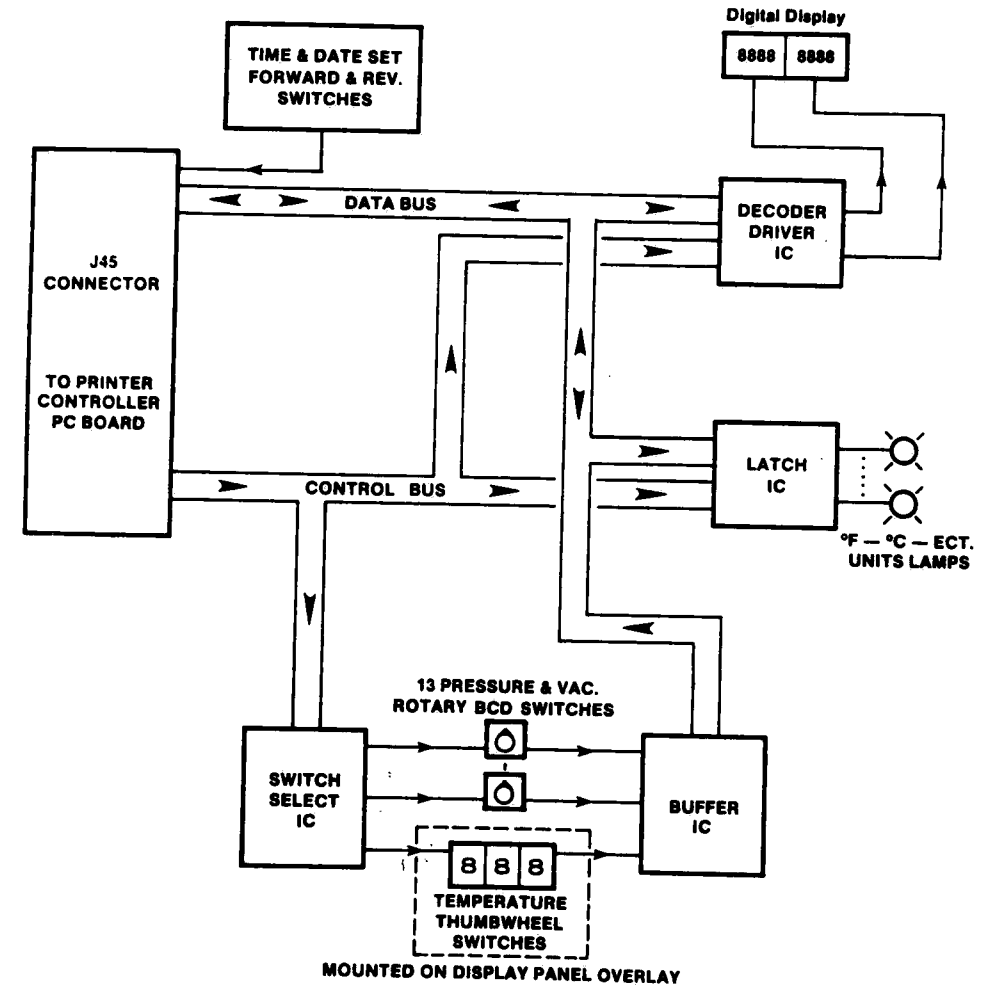 Digital Display
8888 8888
TIME & DATE SET
FORWARD & REV.
SWITCHES
J45
CONNECTOR
TO PRINTER
CONTROLLER
PC BOARD
DATA BUS
DECODER
DRIVER
IC
CONTROL BUS
LATCH
IC
°F — °C — ECT.
UNITS LAMPS
13 PRESSURE & VAC.
ROTARY BCD SWITCHES
SWITCH
SELECT
IC
BUFFER
IC
8 8 8
TEMPERATURE
THUMBWHEEL
SWITCHES
MOUNTED ON DISPLAY PANEL OVERLAY